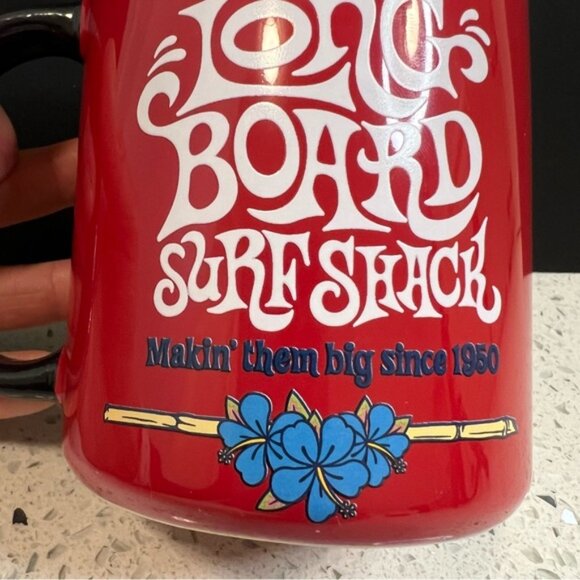 LONG
BOARD
SURF SHACK
Makin' them big since 1950